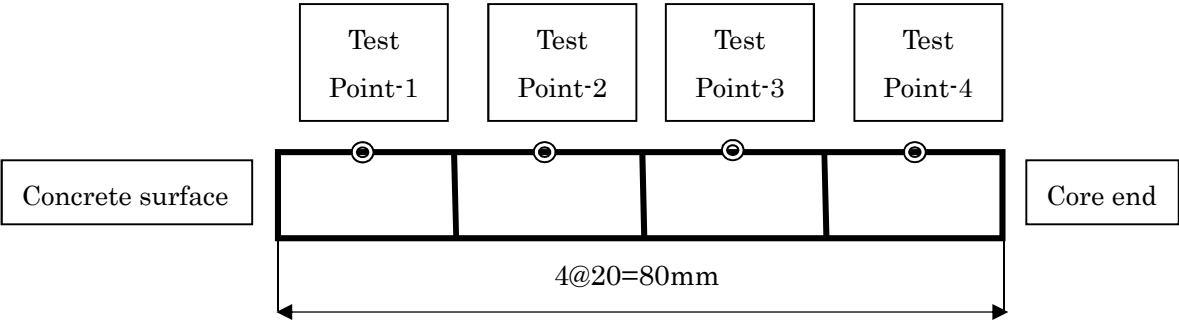 Test
Point-1
Test
Point-2
Test
Point-3
Test
Point-4
Concrete surface
Core end
4@20=80mm